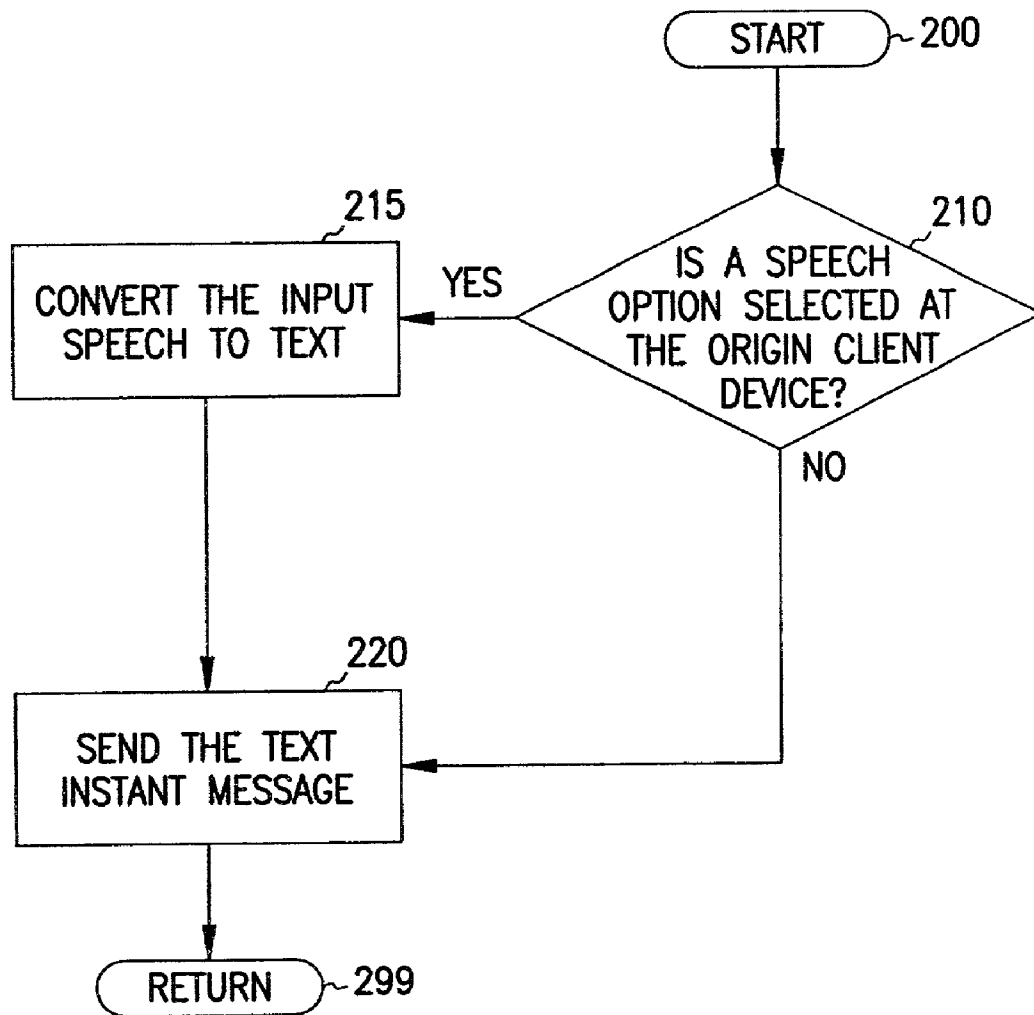 START
200
210
IS A SPEECH
OPTION SELECTED AT
THE ORIGIN CLIENT
DEVICE?
YES
NO
215
CONVERT THE INPUT
SPEECH TO TEXT
220
SEND THE TEXT
INSTANT MESSAGE
RETURN
299